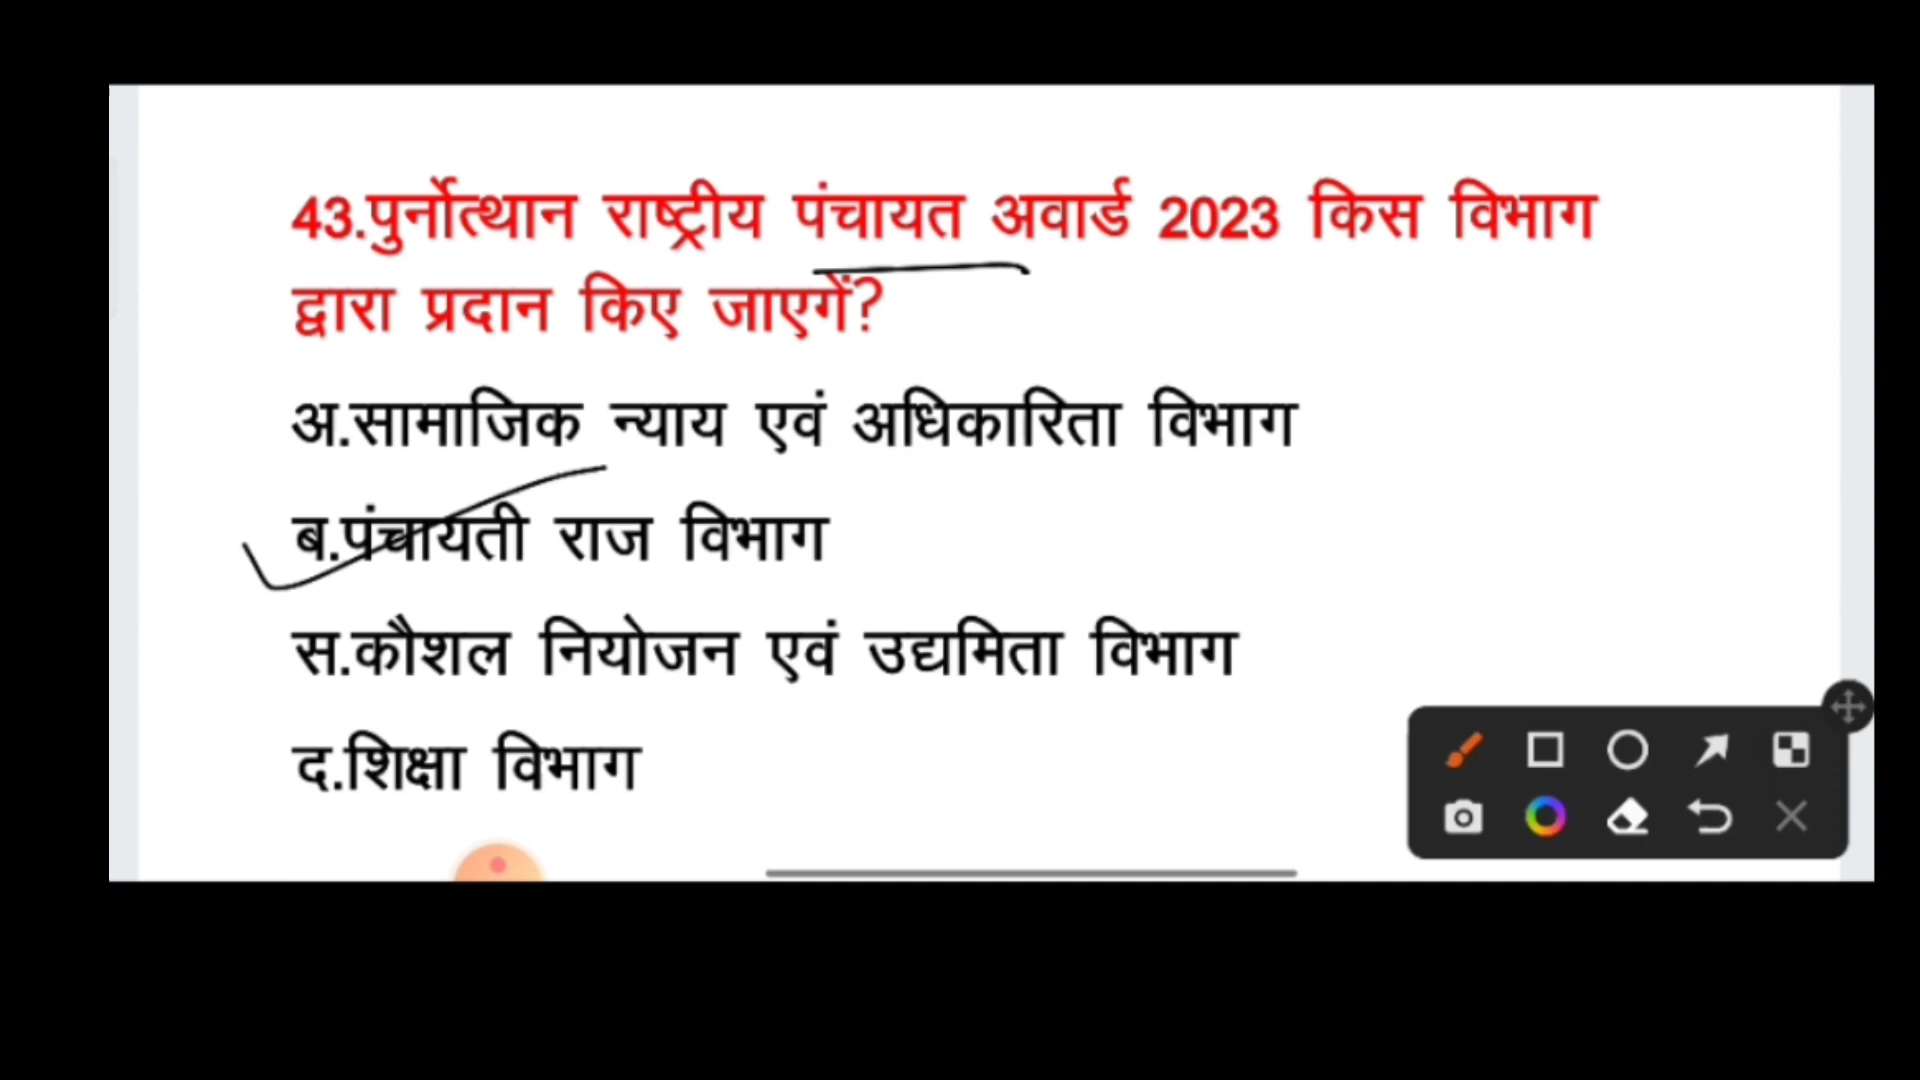 43.पुर्नोत्थान राष्ट्रीय पंचायत अवार्ड 2023 किस विभाग
द्वारा प्रदान किए जाएगें?
अ.सामाजिक न्याय एवं अधिकारिता विभाग
ब.पंचायती राज विभाग
स.कौशल नियोजन एवं उद्यमिता विभाग
द.शिक्षा विभाग